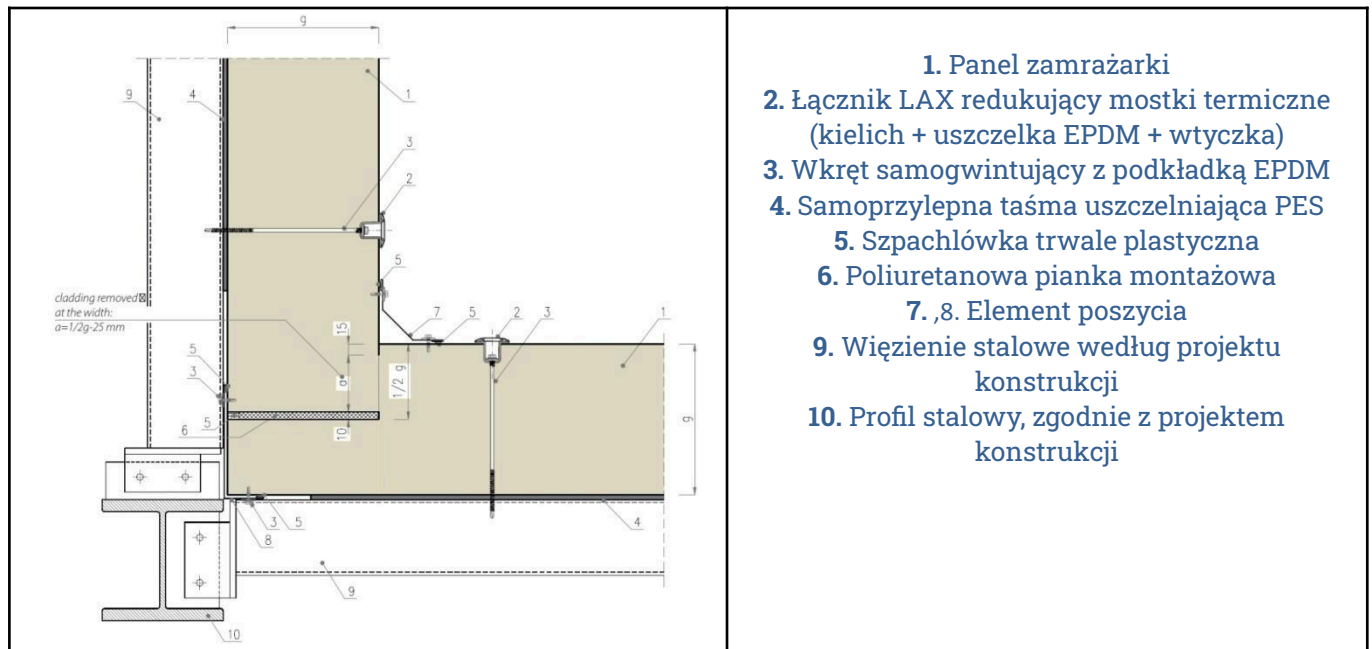 g
9
4
1
3
2
5
cladding removed
at the width:
a=1/2g-25 mm
15
7
5
2
3
1
a
1/2 g
g
5
3
5
6
10
3
5
4
8
9
10
1. Panel zamrażarki
2. Łącznik LAX redukujący mostki termiczne
(kielich + uszczelka EPDM + wtyczka)
3. Wkręt samogwintujący z podkładką EPDM
4. Samoprzylepna taśma uszczelniająca PES
5. Szpachlówka trwale plastyczna
6. Poliuretanowa pianka montażowa
7. ,8. Element poszycia
9. Więzienie stalowe według projektu
konstrukcji
10. Profil stalowy, zgodnie z projektem
konstrukcji